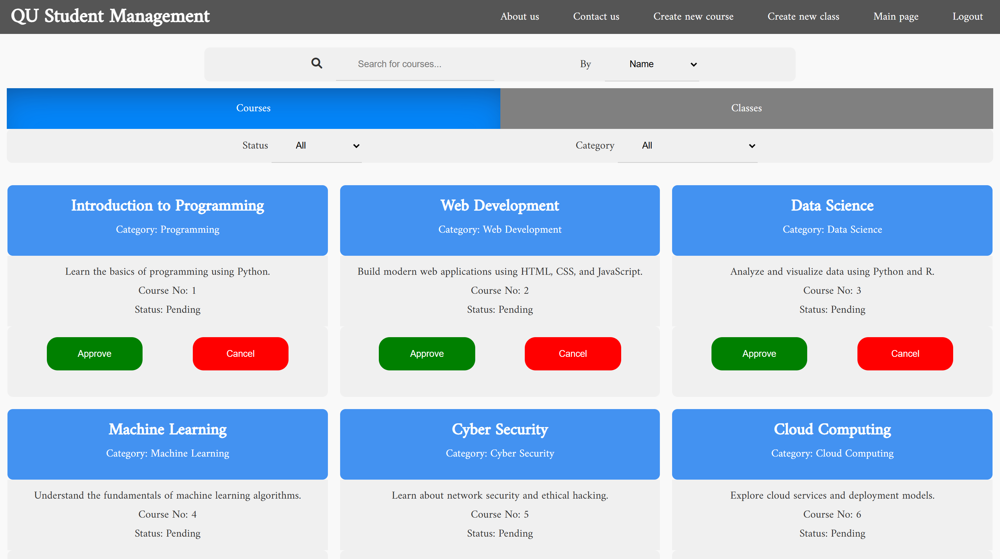 QU Student Management
About us
Contact us
Create new course
Create new class
Main page
Logout
Search for courses...
By
Name
Courses
Classes
Status
All
Category
All
Introduction to Programming
Category: Programming
Learn the basics of programming using Python.
Course No: 1
Status: Pending
Approve
Cancel
Web Development
Category: Web Development
Build modern web applications using HTML, CSS, and JavaScript.
Course No: 2
Status: Pending
Approve
Cancel
Data Science
Category: Data Science
Analyze and visualize data using Python and R.
Course No: 3
Status: Pending
Approve
Cancel
Machine Learning
Category: Machine Learning
Understand the fundamentals of machine learning algorithms.
Course No: 4
Status: Pending
Cyber Security
Category: Cyber Security
Learn about network security and ethical hacking.
Course No: 5
Status: Pending
Cloud Computing
Category: Cloud Computing
Explore cloud services and deployment models.
Course No: 6
Status: Pending